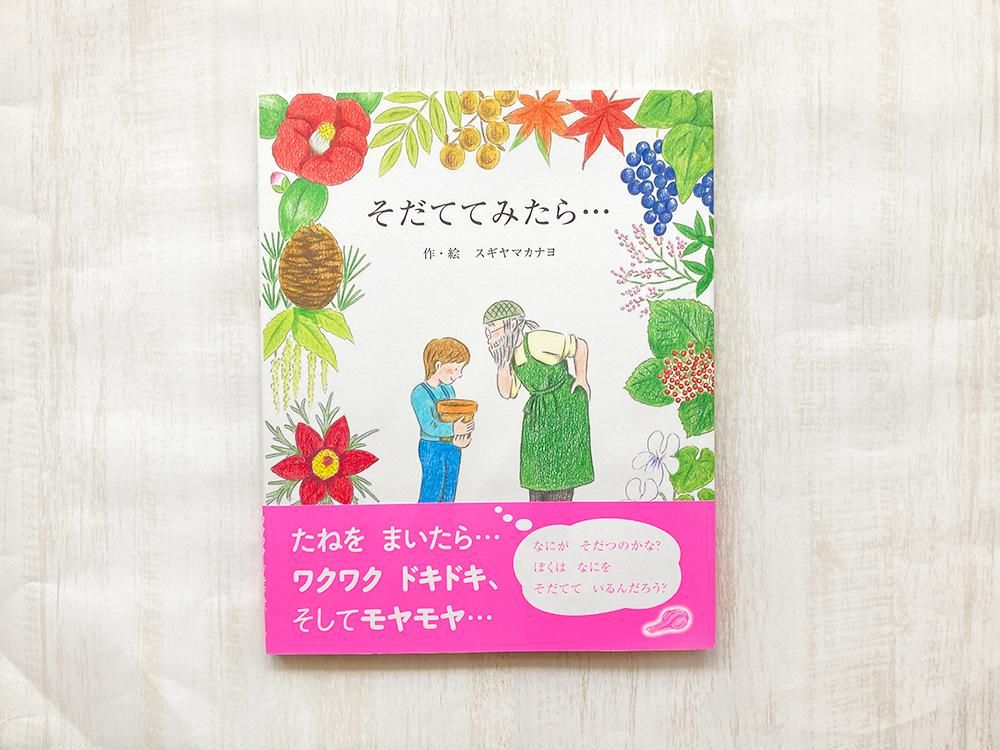 そだててみたら…
作・絵　スギヤマカナヨ
たねを　まいたら…
ワクワク　ドキドキ、
そしてモヤモヤ…
なにが　そだつのかな?
ぼくは　なにを
そだてて　いるんだろう?